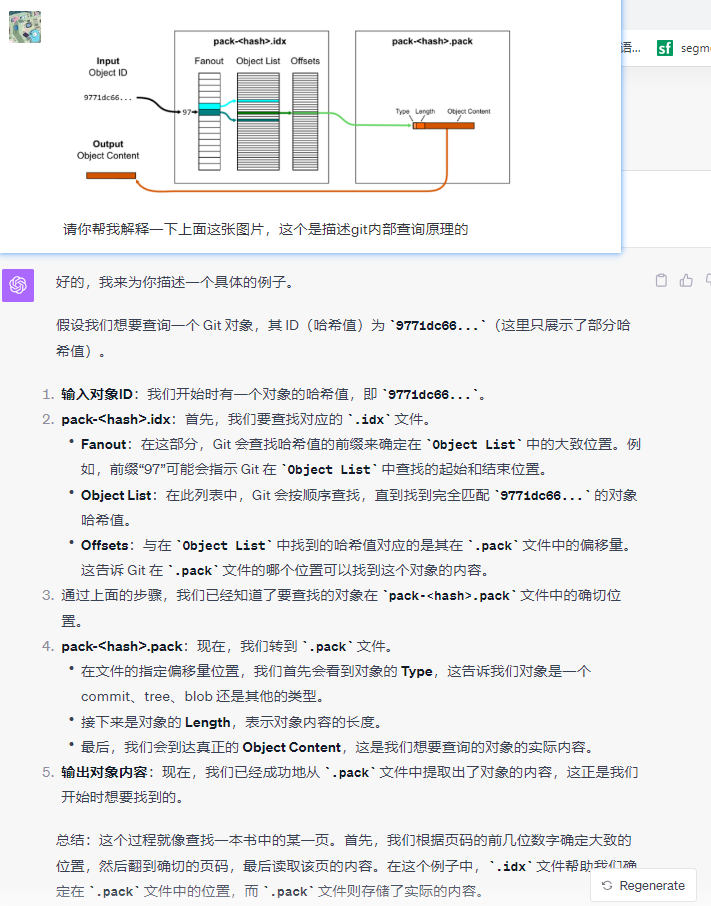 语...
segm
pack-<hash>.idx
pack-<hash>.pack
Input
Object ID
Fanout
Object List
Offsets
9771dc66...
97
Type
Length
Object Content
Output
Object Content
请你帮我解释一下上面这张图片，这个是描述git内部查询原理的
好的，我来为你描述一个具体的例子。
假设我们想要查询一个 Git 对象，其 ID（哈希值）为 `9771dc66...`（这里只展示了部分哈
希值）。
1. 输入对象ID：我们开始时有一个对象的哈希值，即 `9771dc66...`。
2. pack-<hash>.idx：首先，我们要查找对应的 `.idx` 文件。
• Fanout：在这部分，Git 会查找哈希值的前缀来确定在 `Object List` 中的大致位置。例
如，前缀“97”可能会指示 Git 在 `Object List` 中查找的起始和结束位置。
• Object List：在此列表中，Git 会按顺序查找，直到找到完全匹配 `9771dc66...` 的对象
哈希值。
• Offsets：与在 `Object List` 中找到的哈希值对应的是其在 `.pack` 文件中的偏移量。
这告诉 Git 在 `.pack` 文件的哪个位置可以找到这个对象的内容。
3. 通过上面的步骤，我们已经知道了要查找的对象在 `pack-<hash>.pack` 文件中的确切位
置。
4. pack-<hash>.pack：现在，我们转到 `.pack` 文件。
• 在文件的指定偏移量位置，我们首先会看到对象的 Type，这告诉我们对象是一个
commit、tree、blob 还是其他的类型。
• 接下来是对象的 Length，表示对象内容的长度。
• 最后，我们会到达真正的 Object Content，这是我们想要查询的对象的实际内容。
5. 输出对象内容：现在，我们已经成功地从 `.pack` 文件中提取出了对象的内容，这正是我们
开始时想要找到的。
总结：这个过程就像查找一本书中的某一页。首先，我们根据页码的前几位数字确定大致的
位置，然后翻到确切的页码，最后读取该页的内容。在这个例子中，`.idx` 文件帮助我们确
定在 `.pack` 文件中的位置，而 `.pack` 文件则存储了实际的内容。
Regenerate